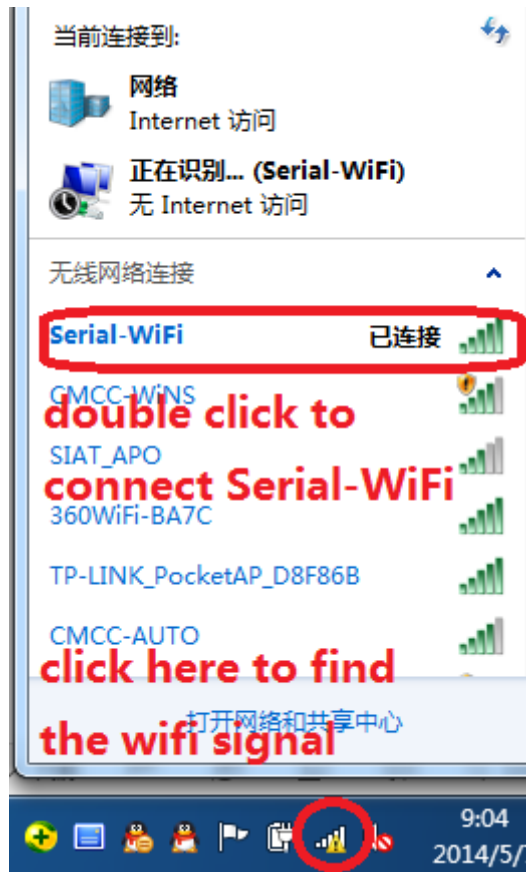 当前连接到:
网络
Internet 访问
正在识别... (Serial-WiFi)
无 Internet 访问
无线网络连接
Serial-WiFi 已连接
CMCC-WiNS
double click to
SIAT_APO
connect Serial-WiFi
360WiFi-BA7C
TP-LINK_PocketAP_D8F86B
CMCC-AUTO
click here to find
打开网络和共享中心
the wifi signal
9:04
2014/5/